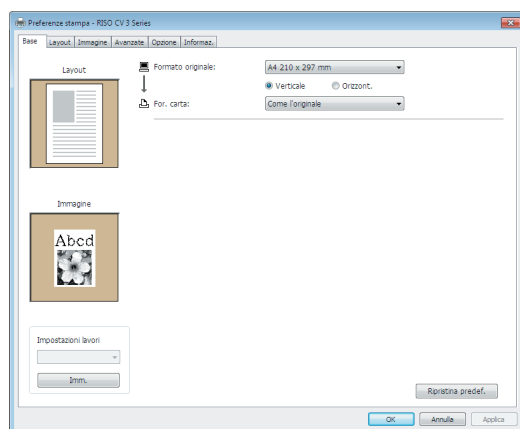 Preferenze stampa - RISO CV 3 Series
Base Layout Immagine Avanzate Opzione Informaz.
Layout
Formato originale: A4 210 x 297 mm
Verticale Orizzont.
For. carta: Come l'originale
Immagine
Abcd
Impostazioni lavori
Imm.
Ripristina predef.
OK Annulla Applica